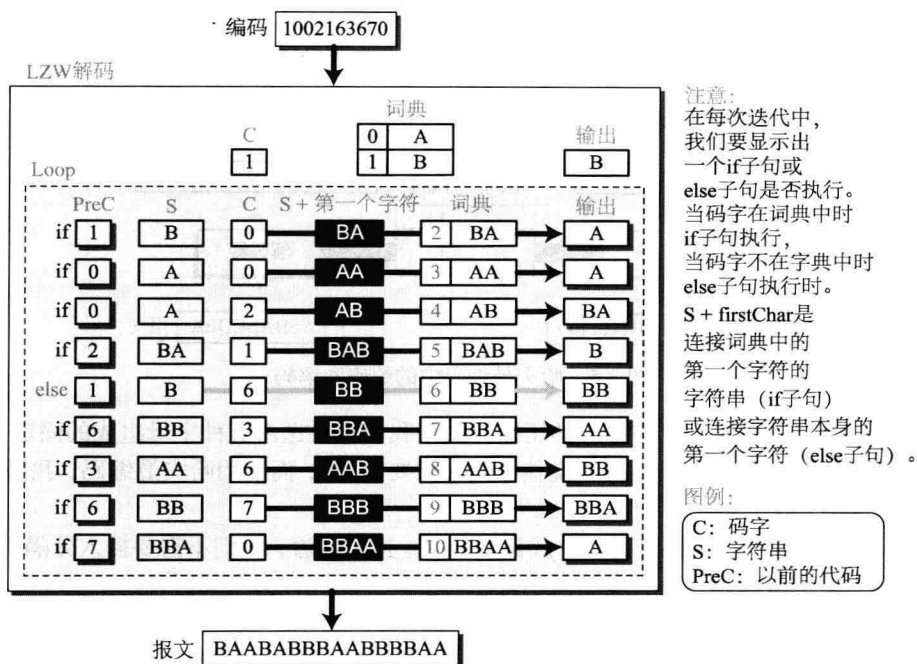 编码 1002163670
LZW解码
词典
C 0 A 输出
1 1 B B
Loop
PreC S C S + 第一个字符 词典 输出
if 1 B 0 BA 2 BA A
if 0 A 0 AA 3 AA A
if 0 A 2 AB 4 AB BA
if 2 BA 1 BAB 5 BAB B
else 1 B 6 BB 6 BB BB
if 6 BB 3 BBA 7 BBA AA
if 3 AA 6 AAB 8 AAB BB
if 6 BB 7 BBB 9 BBB BBA
if 7 BBA 0 BBAA 10 BBAA A
报文 BAABABBBAABBBBAA
注意:
在每次迭代中，
我们要显示出
一个if子句或
else子句是否执行。
当码字在词典中时
if子句执行，
当码字不在字典中时
else子句执行时。
S + firstChar是
连接词典中的
第一个字符的
字符串（if子句）
或连接字符串本身的
第一个字符（else子句）。
图例:
C: 码字
S: 字符串
PreC: 以前的代码